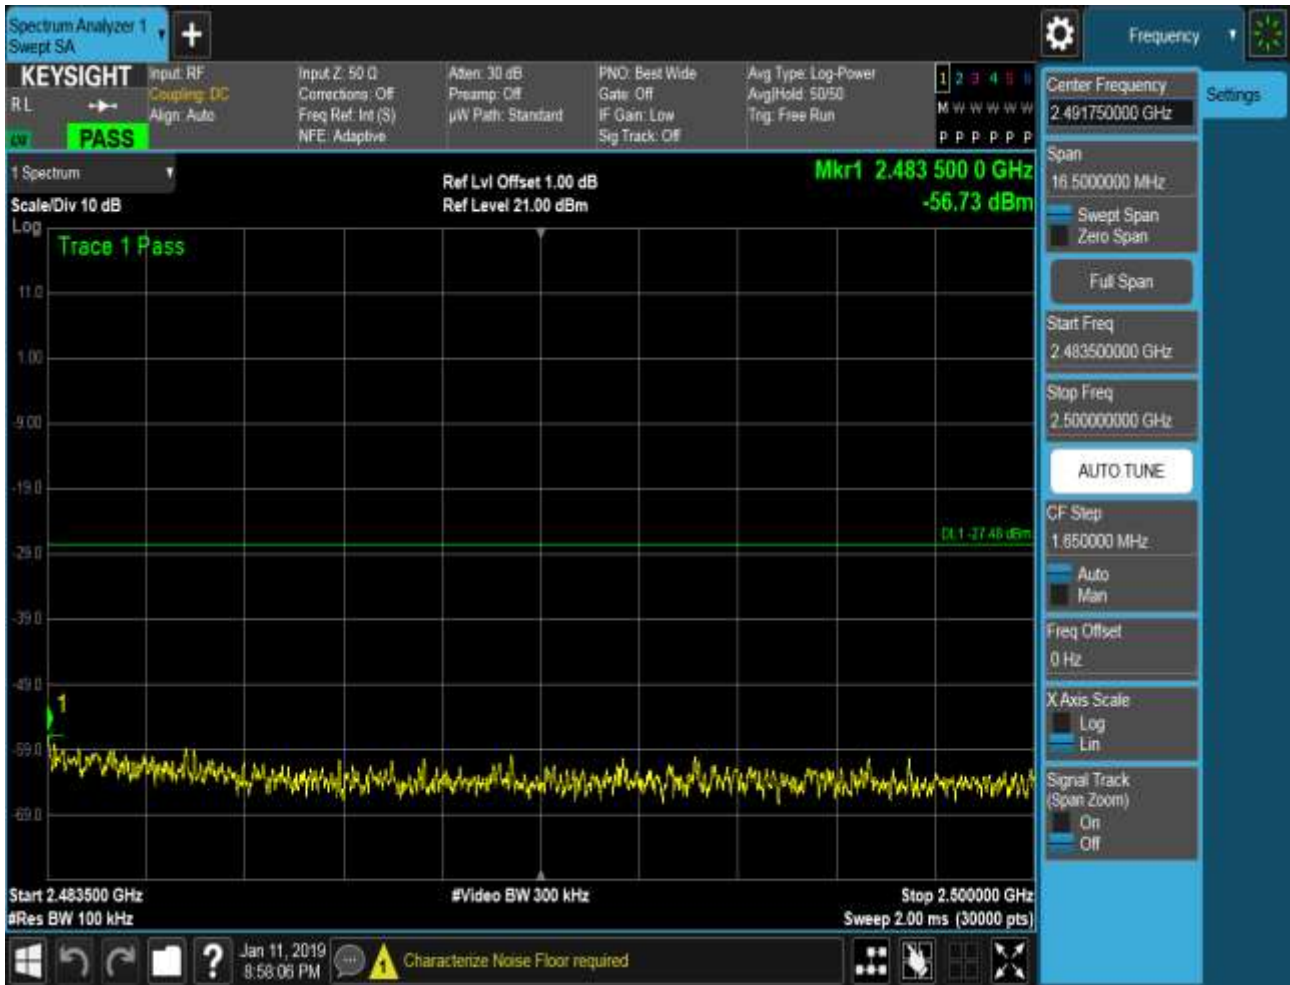 Spectrum Analyzer 1
Swept SA
+
Frequency
KEYSIGHT
R L
PASS
Input: RF
Coupling: DC
Align: Auto
Input Z: 50 Ω
Corrections: Off
Freq Ref: Int (S)
NFE: Adaptive
Atten: 30 dB
Preamp: Off
µW Path: Standard
PNO: Best Wide
Gate: Off
IF Gain: Low
Sig Track: Off
Avg Type: Log-Power
Avg|Hold: 50/50
Trig: Free Run
1 2 3 4 5 6
M W W W W W
P P P P P P
1 Spectrum
Scale/Div 10 dB
Ref Lvl Offset 1.00 dB
Ref Level 21.00 dBm
Mkr1 2.483 500 0 GHz
-56.73 dBm
Log
Trace 1 Pass
11.0
1.00
-9.00
-19.0
DL1 -27.48 dBm
-29.0
-39.0
-49.0
1
-59.0
-69.0
Start 2.483500 GHz
#Res BW 100 kHz
#Video BW 300 kHz
Stop 2.500000 GHz
Sweep 2.00 ms (30000 pts)
Center Frequency
2.491750000 GHz
Settings
Span
16.5000000 MHz
Swept Span
Zero Span
Full Span
Start Freq
2.483500000 GHz
Stop Freq
2.500000000 GHz
AUTO TUNE
CF Step
1.650000 MHz
Auto
Man
Freq Offset
0 Hz
X Axis Scale
Log
Lin
Signal Track
(Span Zoom)
On
Off
?
Jan 11, 2019
8:58:06 PM
1
Characterize Noise Floor required